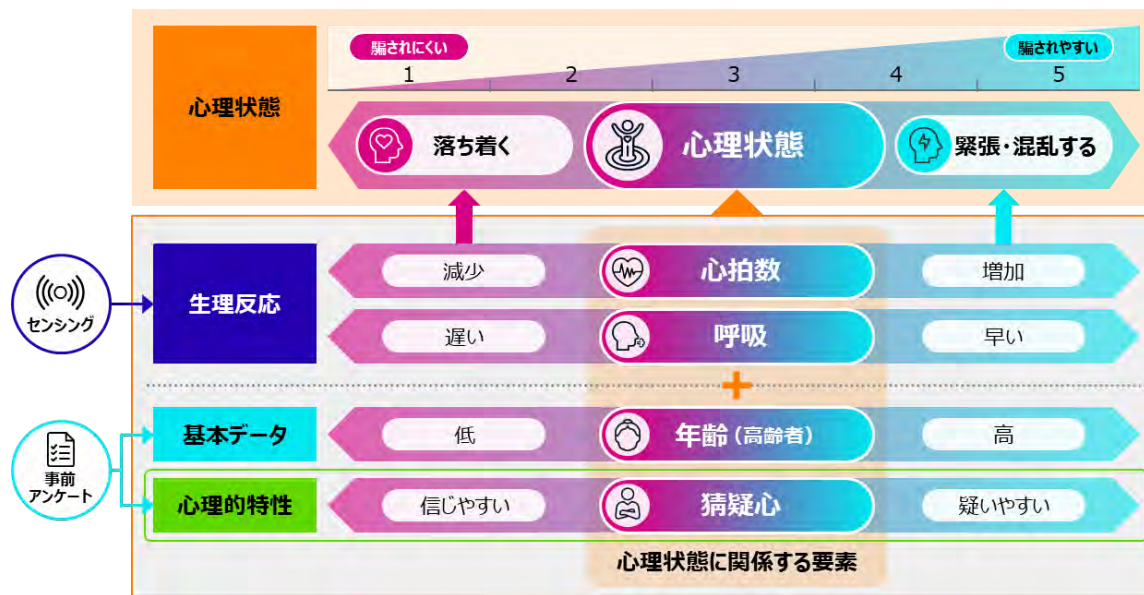 心理状態
騙されにくい
騙されやすい
1 2 3 4 5
落ち着く
心理状態
緊張・混乱する
センシング
生理反応
減少
心拍数
増加
遅い
呼吸
早い
+
事前
アンケート
基本データ
低
年齢(高齢者)
高
心理的特性
信じやすい
猜疑心
疑いやすい
心理状態に関係する要素